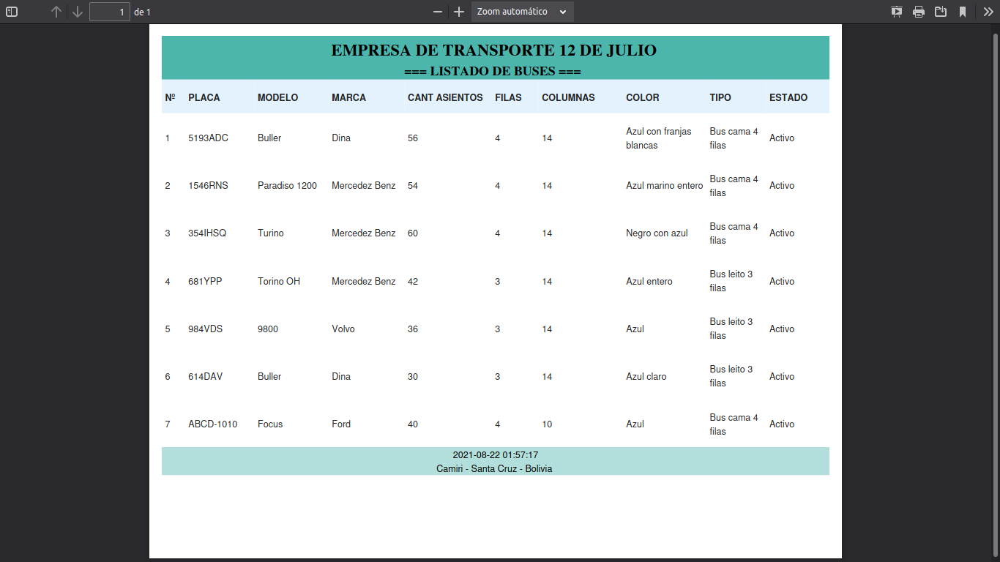 1 de 1 Zoom automático
EMPRESA DE TRANSPORTE 12 DE JULIO
=== LISTADO DE BUSES ===
Nº PLACA MODELO MARCA CANT ASIENTOS FILAS COLUMNAS COLOR TIPO ESTADO
1 5193ADC Buller Dina 56 4 14 Azul con franjas blancas Bus cama 4 filas Activo
2 1546RNS Paradiso 1200 Mercedez Benz 54 4 14 Azul marino entero Bus cama 4 filas Activo
3 354IHSQ Turino Mercedez Benz 60 4 14 Negro con azul Bus cama 4 filas Activo
4 681YPP Torino OH Mercedez Benz 42 3 14 Azul entero Bus leito 3 filas Activo
5 984VDS 9800 Volvo 36 3 14 Azul Bus leito 3 filas Activo
6 614DAV Buller Dina 30 3 14 Azul claro Bus leito 3 filas Activo
7 ABCD-1010 Focus Ford 40 4 10 Azul Bus cama 4 filas Activo
2021-08-22 01:57:17
Camiri - Santa Cruz - Bolivia